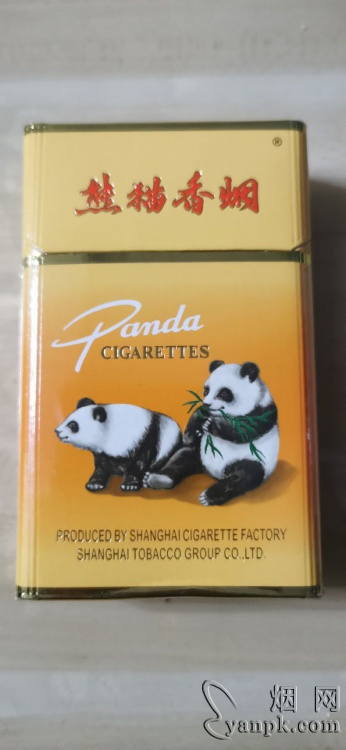 ®
熊猫香烟
Panda
CIGARETTES
PRODUCED BY SHANGHAI CIGARETTE FACTORY
SHANGHAI TOBACCO GROUP CO.,LTD.
烟网
yanpk.com